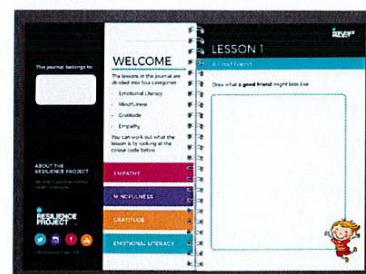 This journal belongs to:
ABOUT THE
RESILIENCE PROJECT
RESILIENCE
PROJECT
WELCOME
The lessons in this journal are
divided into four categories:
- Emotional Literacy
- Mindfulness
- Gratitude
- Empathy
You can work out what the
lesson is by looking at the
colour code below.
EMPATHY
MINDFULNESS
GRATITUDE
EMOTIONAL LITERACY
LESSON 1
A Good Friend
Draw what a good friend might look like